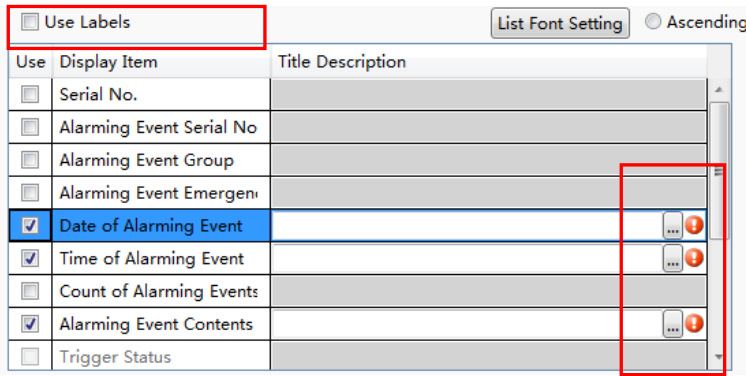 Use Labels
List Font Setting
Ascending
Use Display Item Title Description
Serial No.
Alarming Event Serial No
Alarming Event Group
Alarming Event Emergen
Date of Alarming Event ...
Time of Alarming Event ...
Count of Alarming Events
Alarming Event Contents ...
Trigger Status